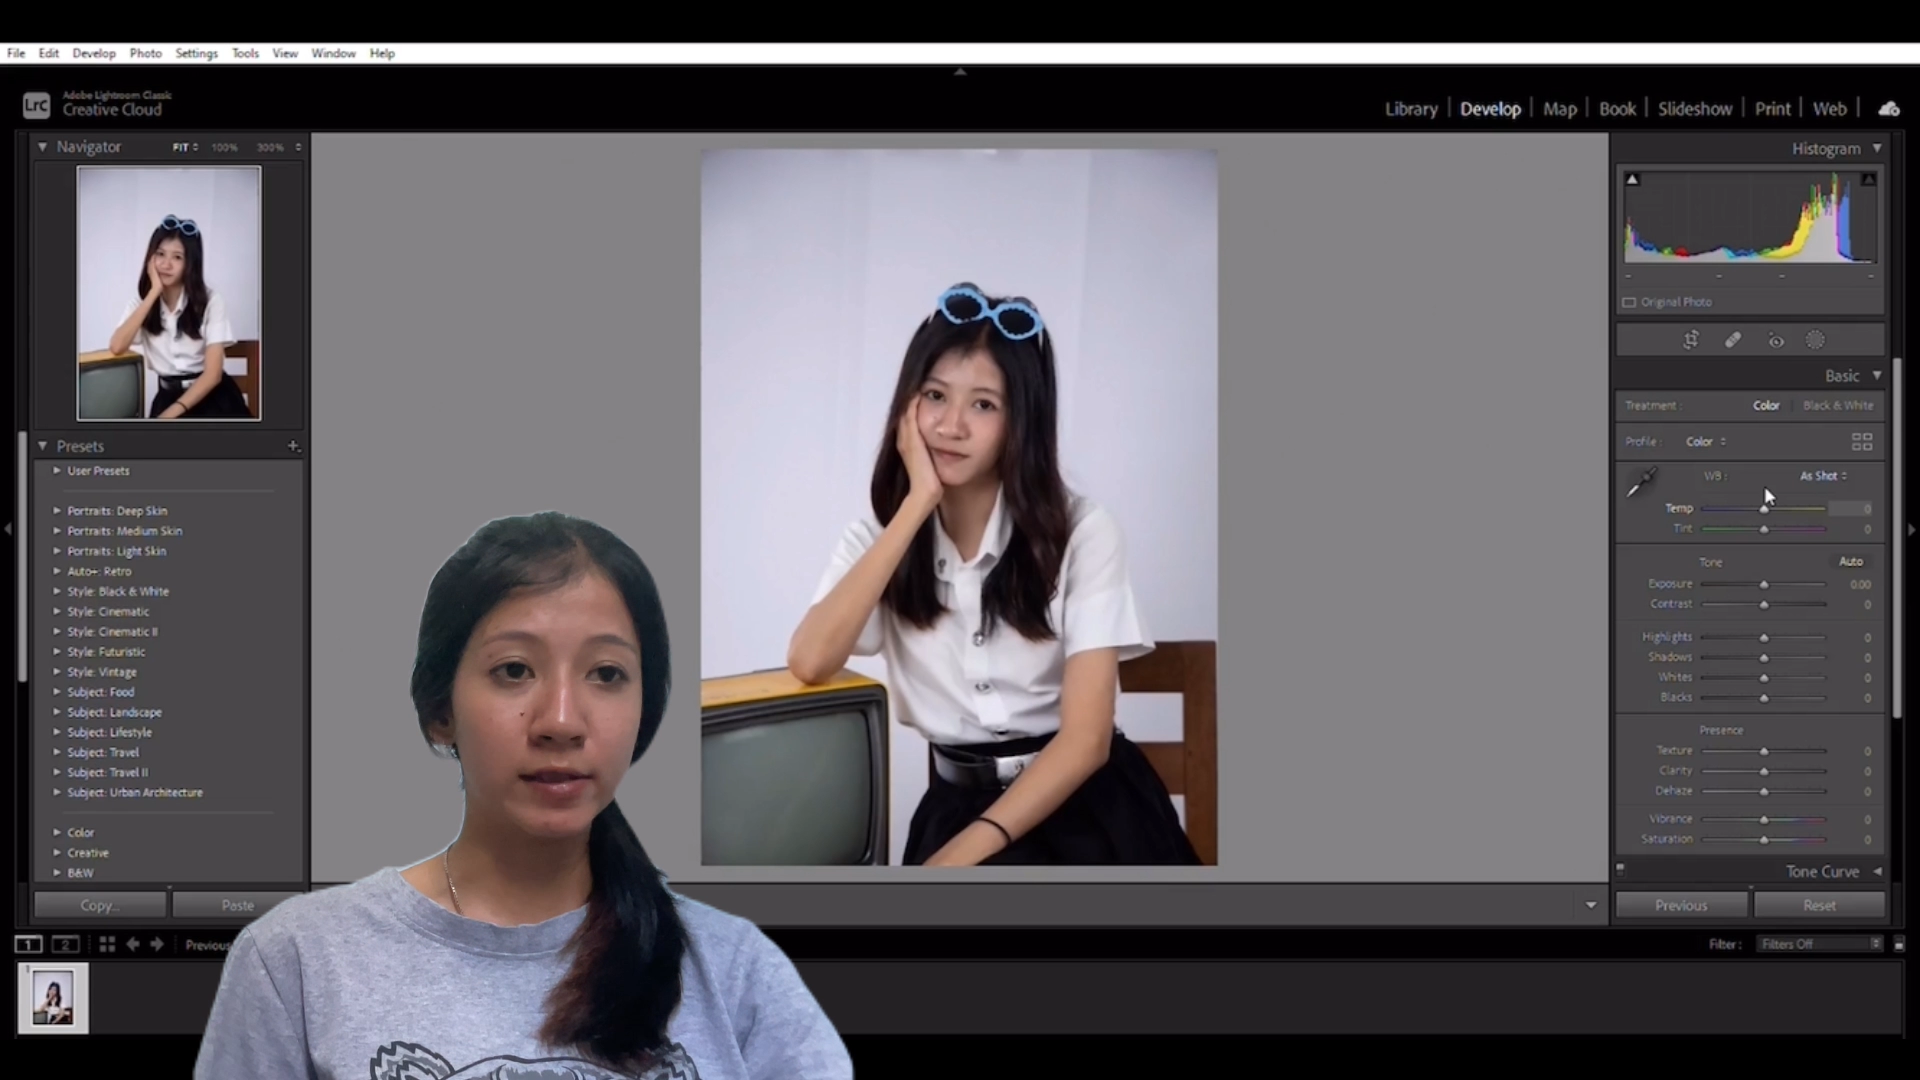 File Edit Develop Photo Settings Tools View Window Help
LrC
Adobe Lightroom Classic
Creative Cloud
Library Develop Map Book Slideshow Print Web
Navigator FIT 100% 300%
Presets
User Presets
Portraits: Deep Skin
Portraits: Medium Skin
Portraits: Light Skin
Auto+: Retro
Style: Black & White
Style: Cinematic
Style: Cinematic II
Style: Futuristic
Style: Vintage
Subject: Food
Subject: Landscape
Subject: Lifestyle
Subject: Travel
Subject: Travel II
Subject: Urban Architecture
Color
Creative
B&W
Copy... Paste
Histogram
Original Photo
Basic
Treatment: Color Black & White
Profile: Color
WB: As Shot
Temp 0
Tint 0
Tone Auto
Exposure 0.00
Contrast 0
Highlights 0
Shadows 0
Whites 0
Blacks 0
Presence
Texture 0
Clarity 0
Dehaze 0
Vibrance 0
Saturation 0
Tone Curve
Previous Reset
1 2 Previous
Filter: Filters Off
1